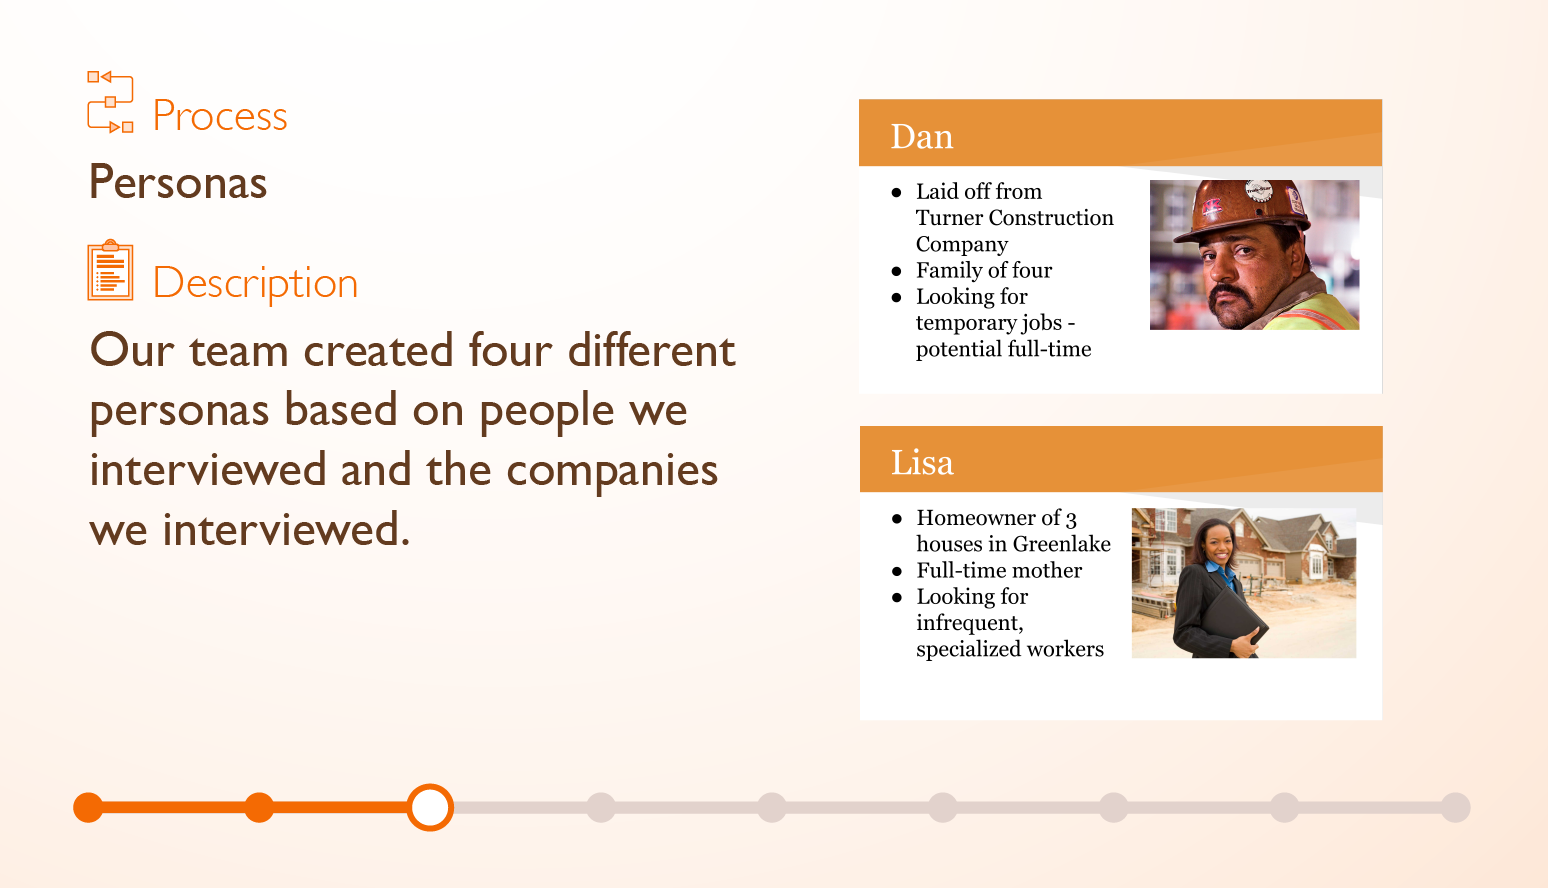 Process
Personas
Description
Our team created four different
personas based on people we
interviewed and the companies
we interviewed.
Dan
● Laid off from
Turner Construction
Company
● Family of four
● Looking for
temporary jobs -
potential full-time
Lisa
● Homeowner of 3
houses in Greenlake
● Full-time mother
● Looking for
infrequent,
specialized workers